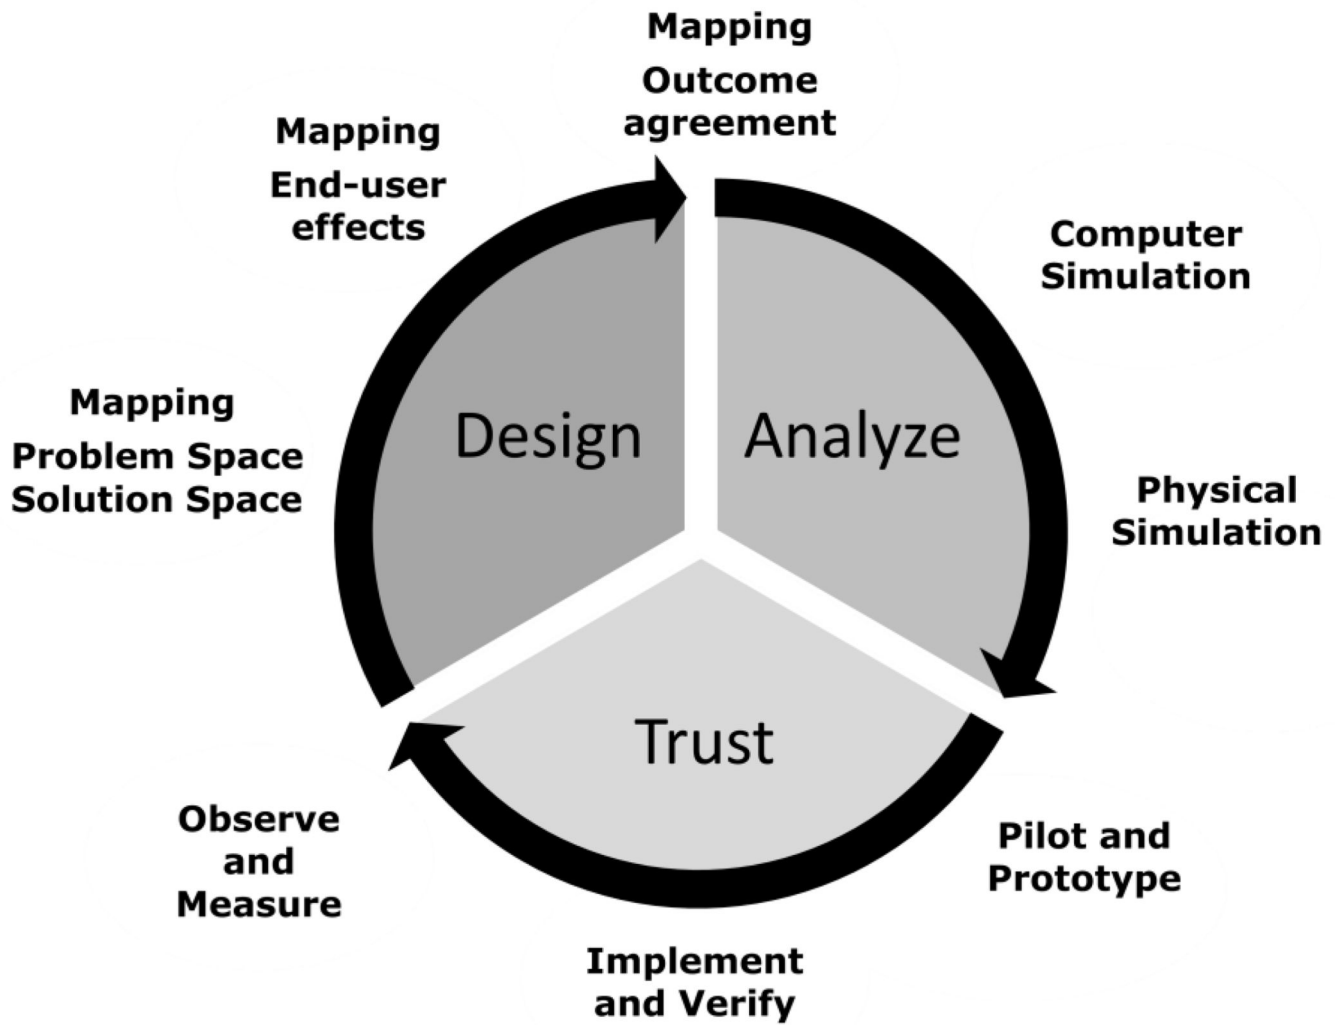 Mapping
Outcome
agreement
Mapping
End-user
effects
Computer
Simulation
Mapping
Problem Space
Solution Space
Design
Analyze
Physical
Simulation
Trust
Observe
and
Measure
Pilot and
Prototype
Implement
and Verify